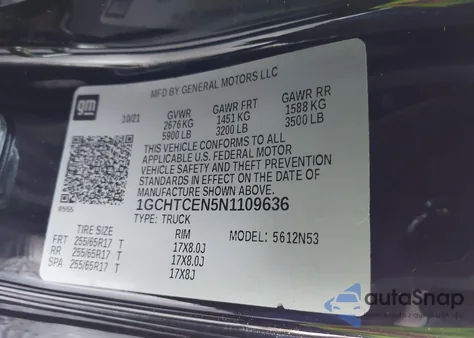 MFD BY GENERAL MOTORS LLC
gm
10/21
GVWR GAWR FRT GAWR RR
2676 KG 1451 KG 1588 KG
5900 LB 3200 LB 3500 LB
THIS VEHICLE CONFORMS TO ALL
APPLICABLE U.S. FEDERAL MOTOR
VEHICLE SAFETY AND THEFT PREVENTION
STANDARDS IN EFFECT ON THE DATE OF
MANUFACTURE SHOWN ABOVE.
1GCHTCEN5N1109636
TYPE: TRUCK
TIRE SIZE RIM MODEL: 5612N53
FRT 255/65R17 T 17X8.0J
RR 255/65R17 T 17X8.0J
SPA 255/65R17 T 17X8J
autoSnap